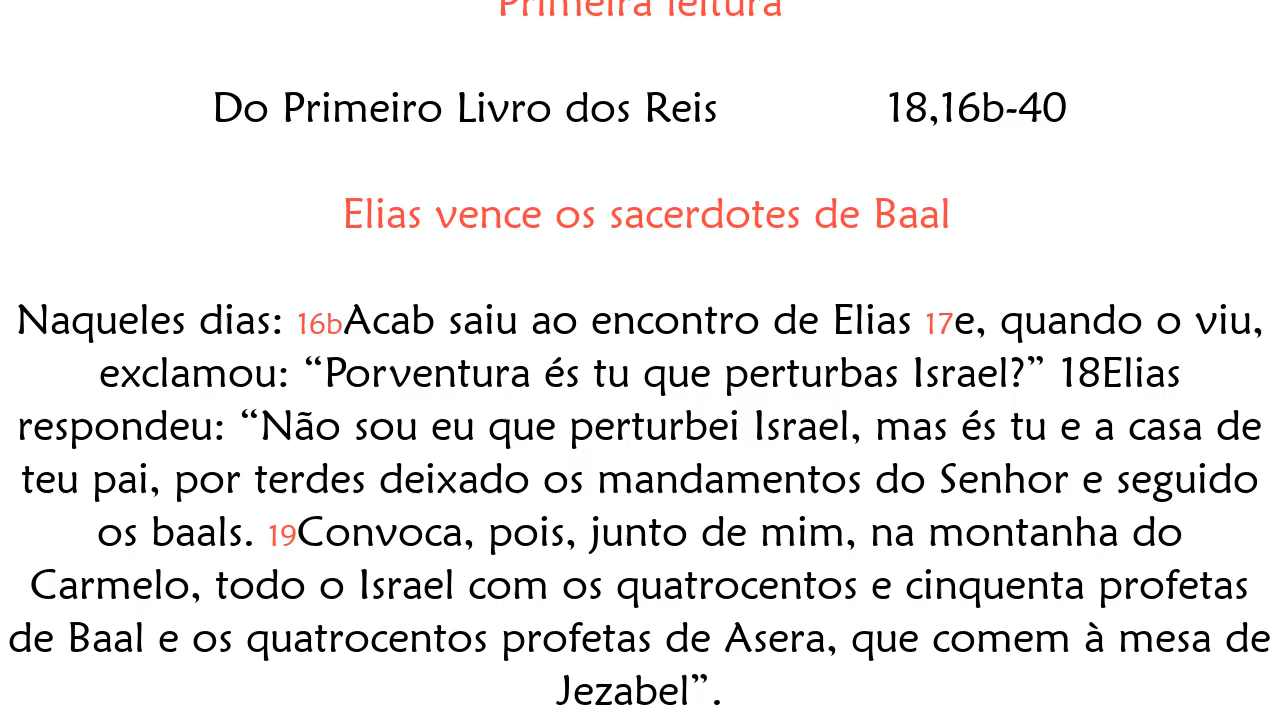 Primeira leitura
Do Primeiro Livro dos Reis 18,16b-40
Elias vence os sacerdotes de Baal
Naqueles dias: 16bAcab saiu ao encontro de Elias 17e, quando o viu,
exclamou: “Porventura és tu que perturbas Israel?” 18Elias
respondeu: “Não sou eu que perturbei Israel, mas és tu e a casa de
teu pai, por terdes deixado os mandamentos do Senhor e seguido
os baals. 19Convoca, pois, junto de mim, na montanha do
Carmelo, todo o Israel com os quatrocentos e cinquenta profetas
de Baal e os quatrocentos profetas de Asera, que comem à mesa de
Jezabel”.